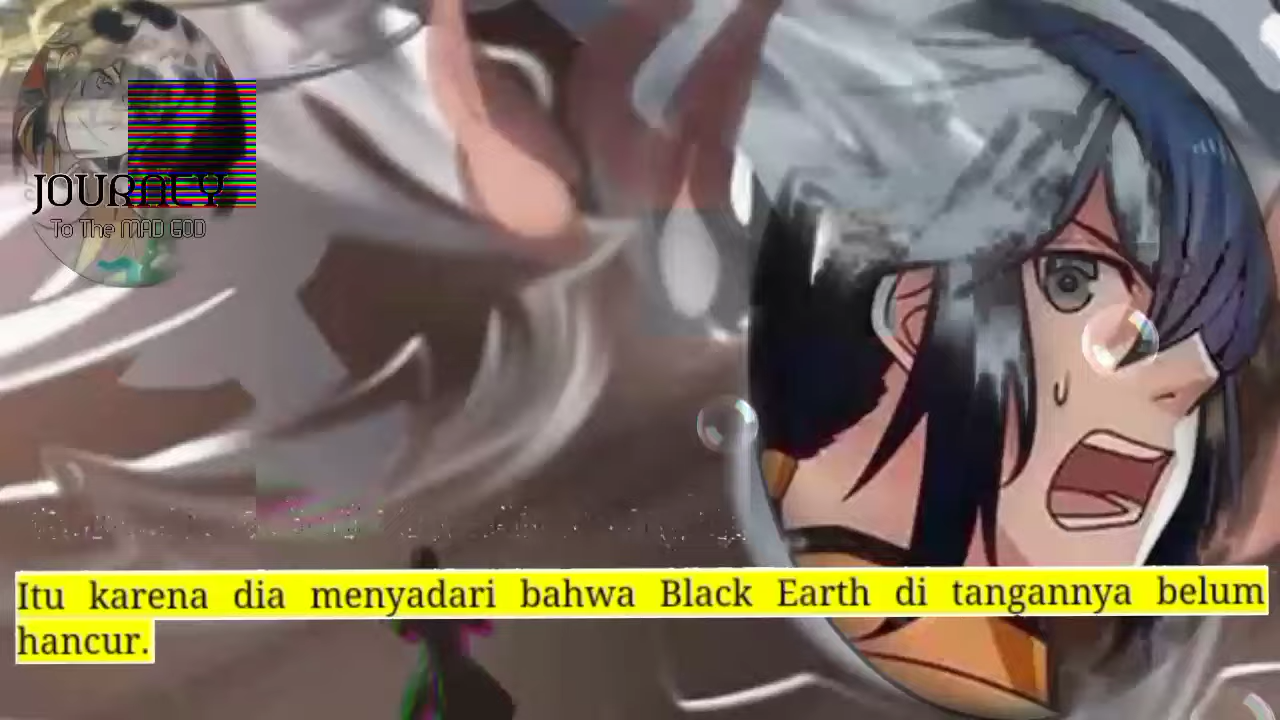 JOURNEY
To The MAD GOD
Itu karena dia menyadari bahwa Black Earth di tangannya belum
hancur.